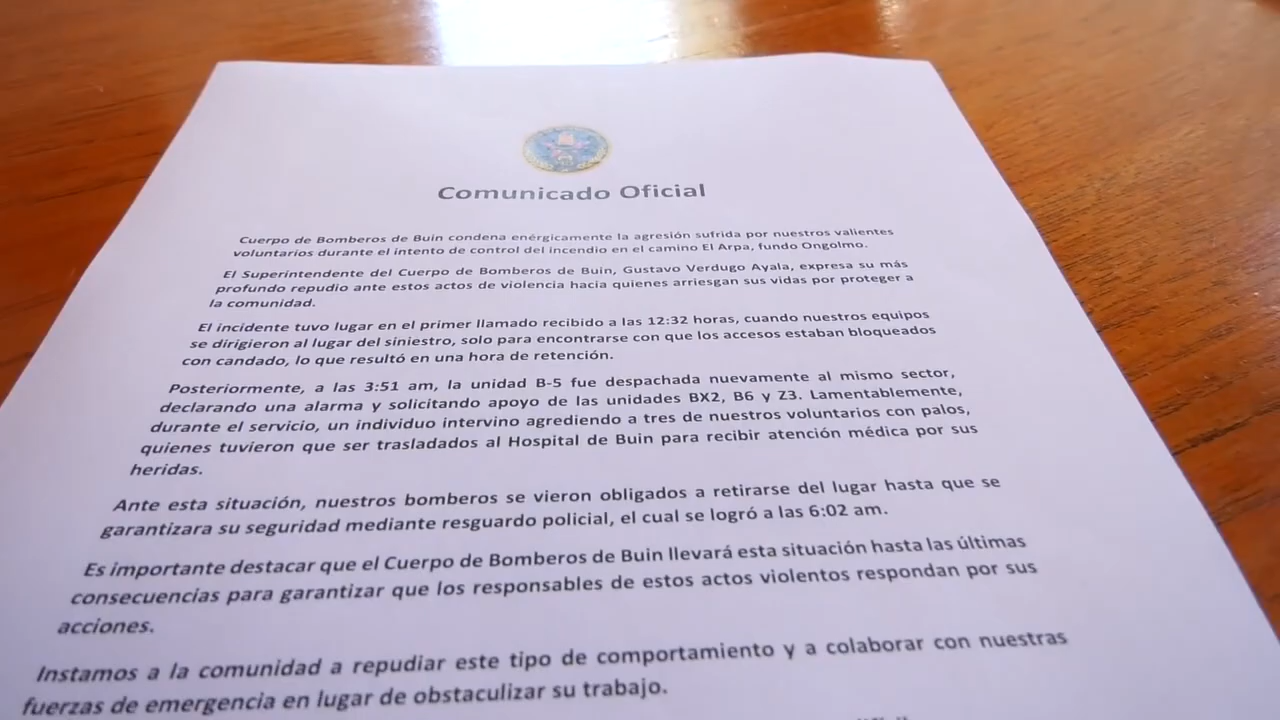 Comunicado Oficial
Cuerpo de Bomberos de Buin condena enérgicamente la agresión sufrida por nuestros valientes
voluntarios durante el intento de control del incendio en el camino El Arpa, fundo Ongolmo.
El Superintendente del Cuerpo de Bomberos de Buin, Gustavo Verdugo Ayala, expresa su más
profundo repudio ante estos actos de violencia hacia quienes arriesgan sus vidas por proteger a
la comunidad.
El incidente tuvo lugar en el primer llamado recibido a las 12:32 horas, cuando nuestros equipos
se dirigieron al lugar del siniestro, solo para encontrarse con que los accesos estaban bloqueados
con candado, lo que resultó en una hora de retención.
Posteriormente, a las 3:51 am, la unidad B-5 fue despachada nuevamente al mismo sector,
declarando una alarma y solicitando apoyo de las unidades BX2, B6 y Z3. Lamentablemente,
durante el servicio, un individuo intervino agrediendo a tres de nuestros voluntarios con palos,
quienes tuvieron que ser trasladados al Hospital de Buin para recibir atención médica por sus
heridas.
Ante esta situación, nuestros bomberos se vieron obligados a retirarse del lugar hasta que se
garantizara su seguridad mediante resguardo policial, el cual se logró a las 6:02 am.
Es importante destacar que el Cuerpo de Bomberos de Buin llevará esta situación hasta las últimas
consecuencias para garantizar que los responsables de estos actos violentos respondan por sus
acciones.
Instamos a la comunidad a repudiar este tipo de comportamiento y a colaborar con nuestras
fuerzas de emergencia en lugar de obstaculizar su trabajo.